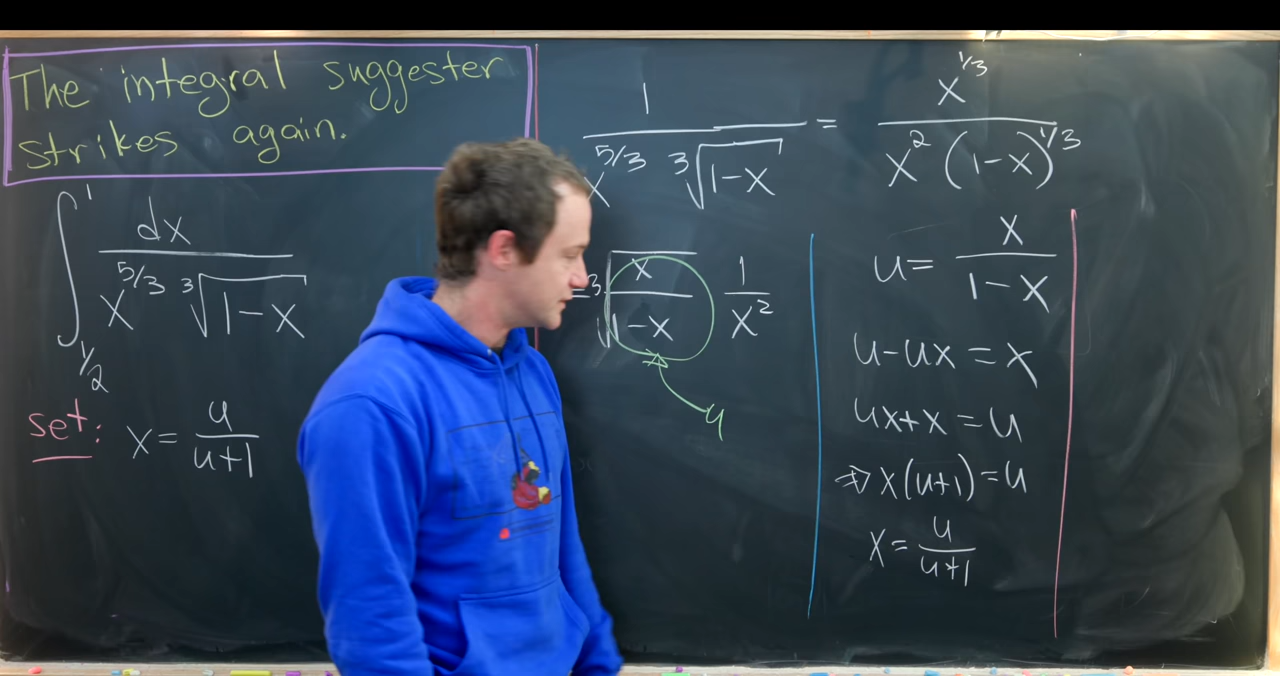 The integral suggester
strikes again.
∫_{1/2}^{1} dx / (x^{5/3} ∛(1-x))
set: x = u/(u+1)
1 / (x^{5/3} ∛(1-x)) = x^{1/3} / (x^2 (1-x)^{1/3})
= ∛(x/(1-x)) 1/x^2
u
u = x/(1-x)
u-ux = x
ux+x = u
⇒ x(u+1) = u
x = u/(u+1)